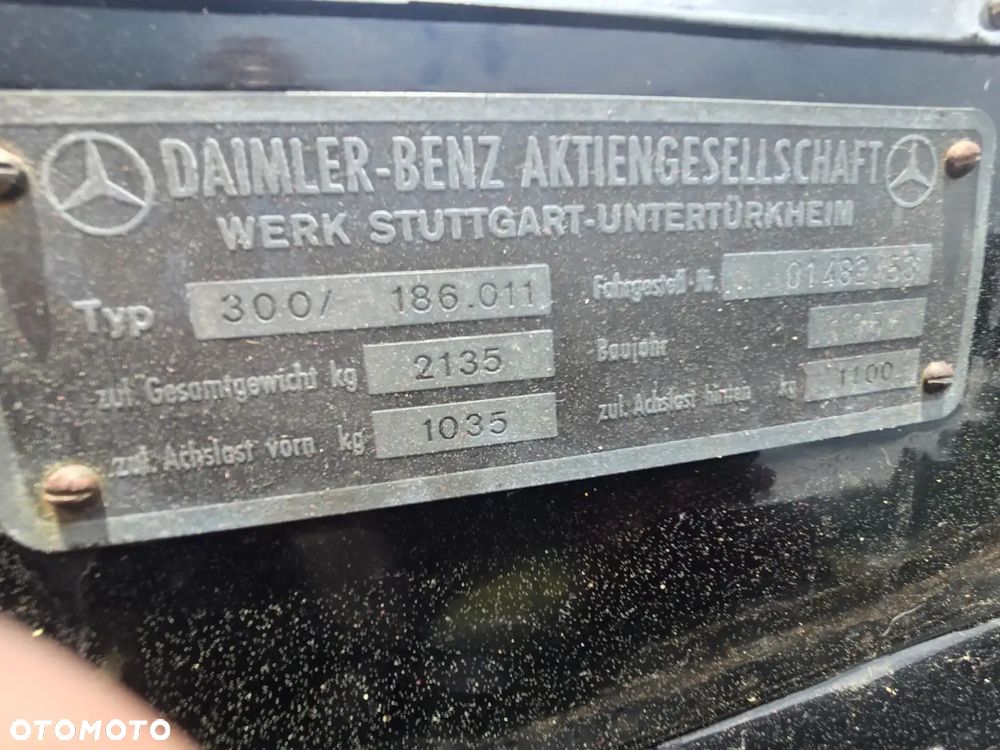 DAIMLER-BENZ AKTIENGESELLSCHAFT
WERK STUTTGART-UNTERTÜRKHEIM
Typ 300/ 186.011
zul. Gesamtgewicht kg 2135
zul. Achslast vorn kg 1035
Fahrgestell-Nr.
Baujahr
zul. Achslast hinten kg 1100
OTOMOTO